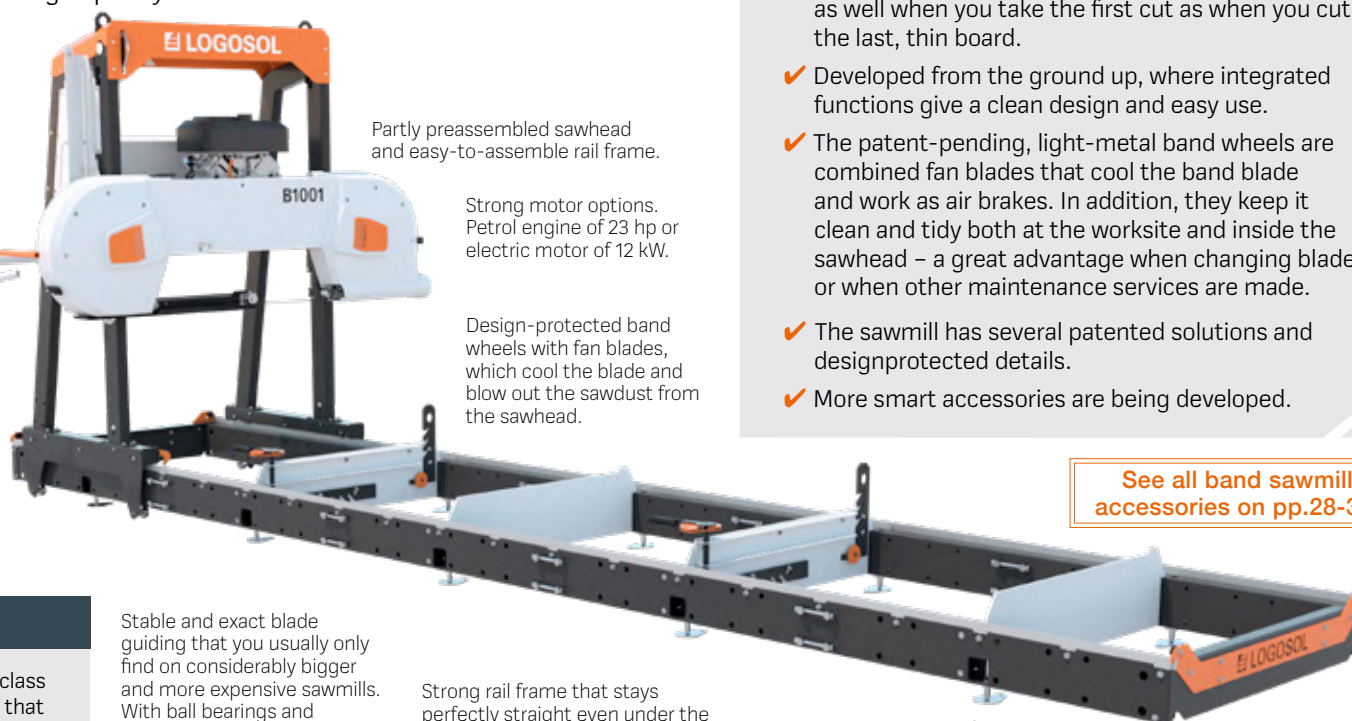 LOGOSOL
B1001
Partly preassembled sawhead
and easy-to-assemble rail frame.
Strong motor options.
Petrol engine of 23 hp or
electric motor of 12 kW.
Design-protected band
wheels with fan blades,
which cool the blade and
blow out the sawdust from
the sawhead.
as well when you take the first cut as when you cut
the last, thin board.
✔ Developed from the ground up, where integrated
functions give a clean design and easy use.
✔ The patent-pending, light-metal band wheels are
combined fan blades that cool the band blade
and work as air brakes. In addition, they keep it
clean and tidy both at the worksite and inside the
sawhead – a great advantage when changing blade
or when other maintenance services are made.
✔ The sawmill has several patented solutions and
designprotected details.
✔ More smart accessories are being developed.
See all band sawmill
accessories on pp.28-3
LOGOSOL
class
that
Stable and exact blade
guiding that you usually only
find on considerably bigger
and more expensive sawmills.
With ball bearings and
Strong rail frame that stays
perfectly straight even under the